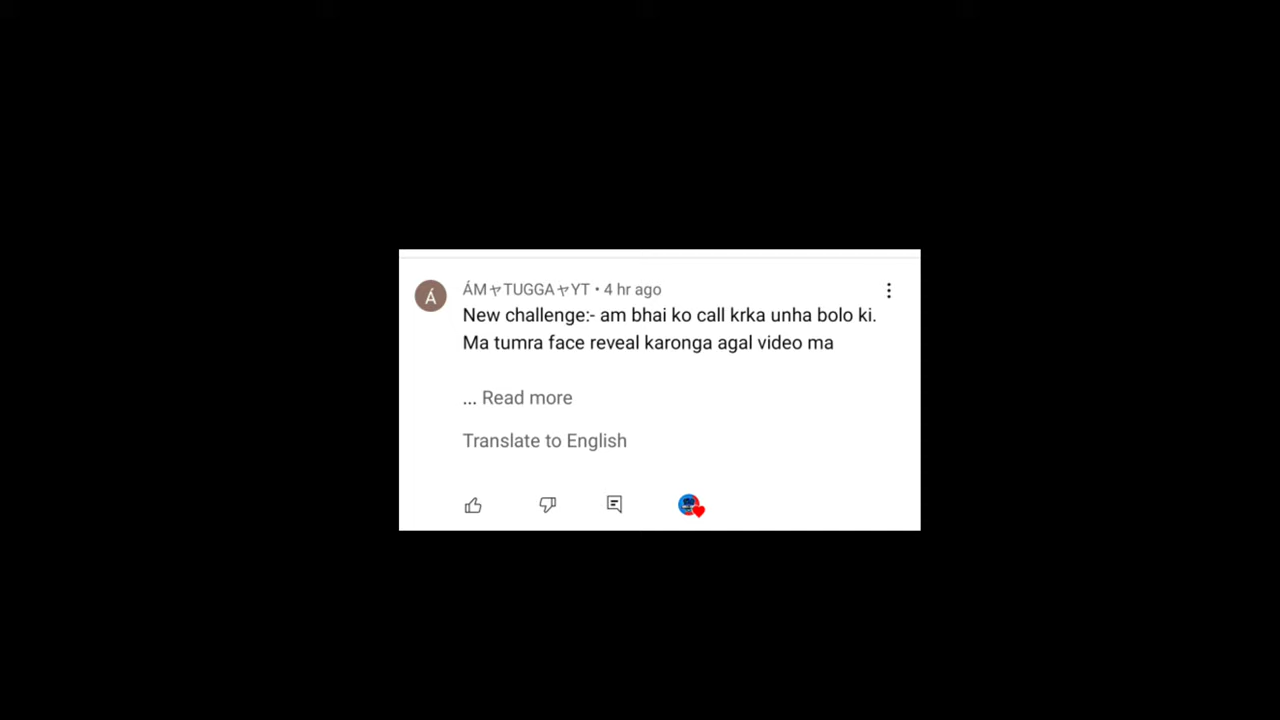 Á
ÁMヤTUGGAヤYT • 4 hr ago
New challenge:- am bhai ko call krka unha bolo ki.
Ma tumra face reveal karonga agal video ma
... Read more
Translate to English